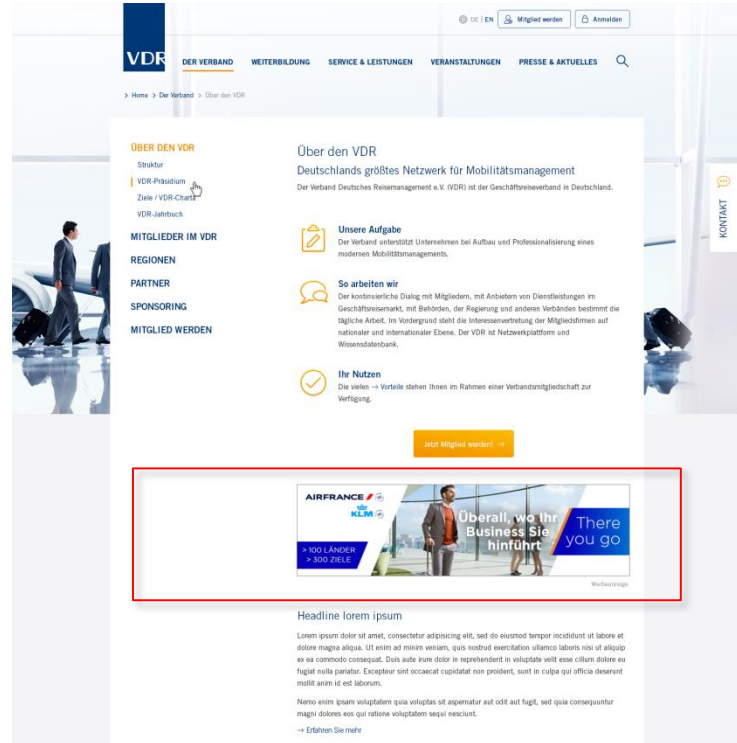 DE | EN
Mitglied werden
Anmelden
VDR
DER VERBAND
WEITERBILDUNG
SERVICE & LEISTUNGEN
VERANSTALTUNGEN
PRESSE & AKTUELLES
> Home > Der Verband > Über den VDR
ÜBER DEN VDR
Struktur
VDR-Präsidium
Ziele / VDR-Charta
VDR-Jahrbuch
MITGLIEDER IM VDR
REGIONEN
PARTNER
SPONSORING
MITGLIED WERDEN
KONTAKT
Über den VDR
Deutschlands größtes Netzwerk für Mobilitätsmanagement
Der Verband Deutsches Reisemanagement e.V. (VDR) ist der Geschäftsreiseverband in Deutschland.
Unsere Aufgabe
Der Verband unterstützt Unternehmen bei Aufbau und Professionalisierung eines
modernen Mobilitätsmanagements.
So arbeiten wir
Der kontinuierliche Dialog mit Mitgliedern, mit Anbietern von Dienstleistungen im
Geschäftsreisemarkt, mit Behörden, der Regierung und anderen Verbänden bestimmt die
tägliche Arbeit. Im Vordergrund steht die Interessenvertretung der Mitgliedsfirmen auf
nationaler und internationaler Ebene. Der VDR ist Netzwerkplattform und
Wissensdatenbank.
Ihr Nutzen
Die vielen → Vorteile stehen Ihnen im Rahmen einer Verbandsmitgliedschaft zur
Verfügung.
Jetzt Mitglied werden! →
AIRFRANCE
KLM
> 100 LÄNDER
> 300 ZIELE
Überall, wo Ihr
Business Sie
hinführt
There
you go
Werbeanzeige
Headline lorem ipsum
Lorem ipsum dolor sit amet, consectetur adipisicing elit, sed do eiusmod tempor incididunt ut labore et
dolore magna aliqua. Ut enim ad minim veniam, quis nostrud exercitation ullamco laboris nisi ut aliquip
ex ea commodo consequat. Duis aute irure dolor in reprehenderit in voluptate velit esse cillum dolore eu
fugiat nulla pariatur. Excepteur sint occaecat cupidatat non proident, sunt in culpa qui officia deserunt
mollit anim id est laborum.
Nemo enim ipsam voluptatem quia voluptas sit aspernatur aut odit aut fugit, sed quia consequuntur
magni dolores eos qui ratione voluptatem sequi nesciunt.
→ Erfahren Sie mehr